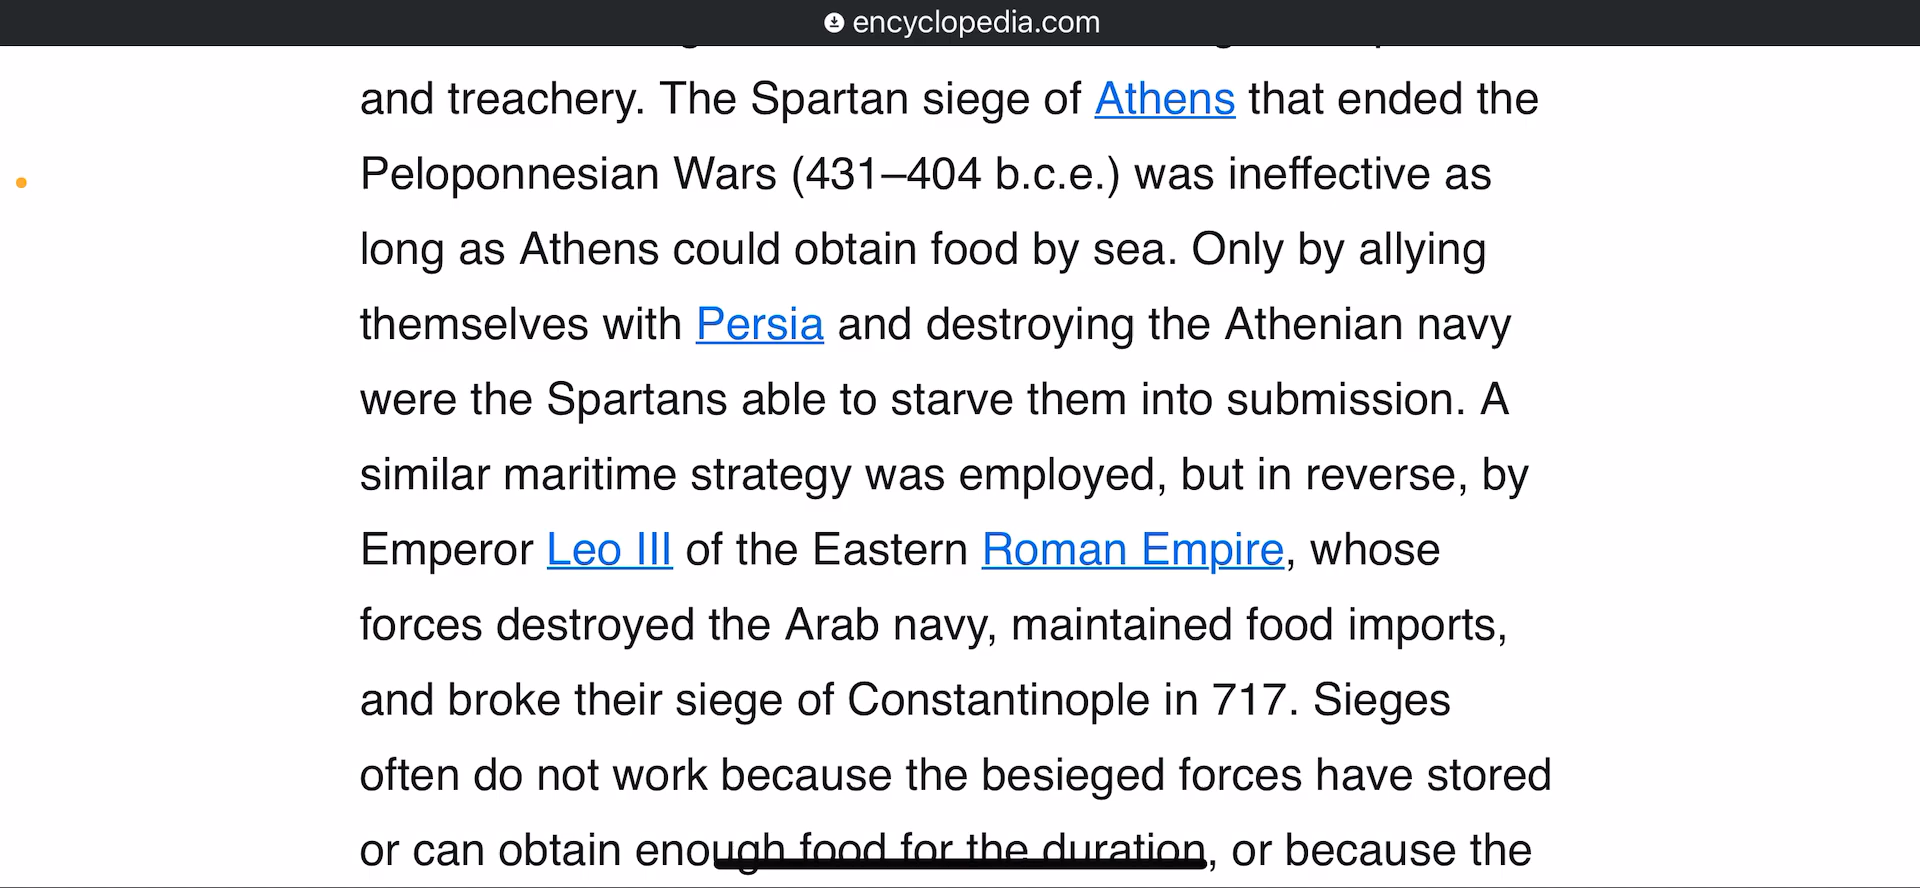 encyclopedia.com
and treachery. The Spartan siege of Athens that ended the
Peloponnesian Wars (431–404 b.c.e.) was ineffective as
long as Athens could obtain food by sea. Only by allying
themselves with Persia and destroying the Athenian navy
were the Spartans able to starve them into submission. A
similar maritime strategy was employed, but in reverse, by
Emperor Leo III of the Eastern Roman Empire, whose
forces destroyed the Arab navy, maintained food imports,
and broke their siege of Constantinople in 717. Sieges
often do not work because the besieged forces have stored
or can obtain enough food for the duration, or because the